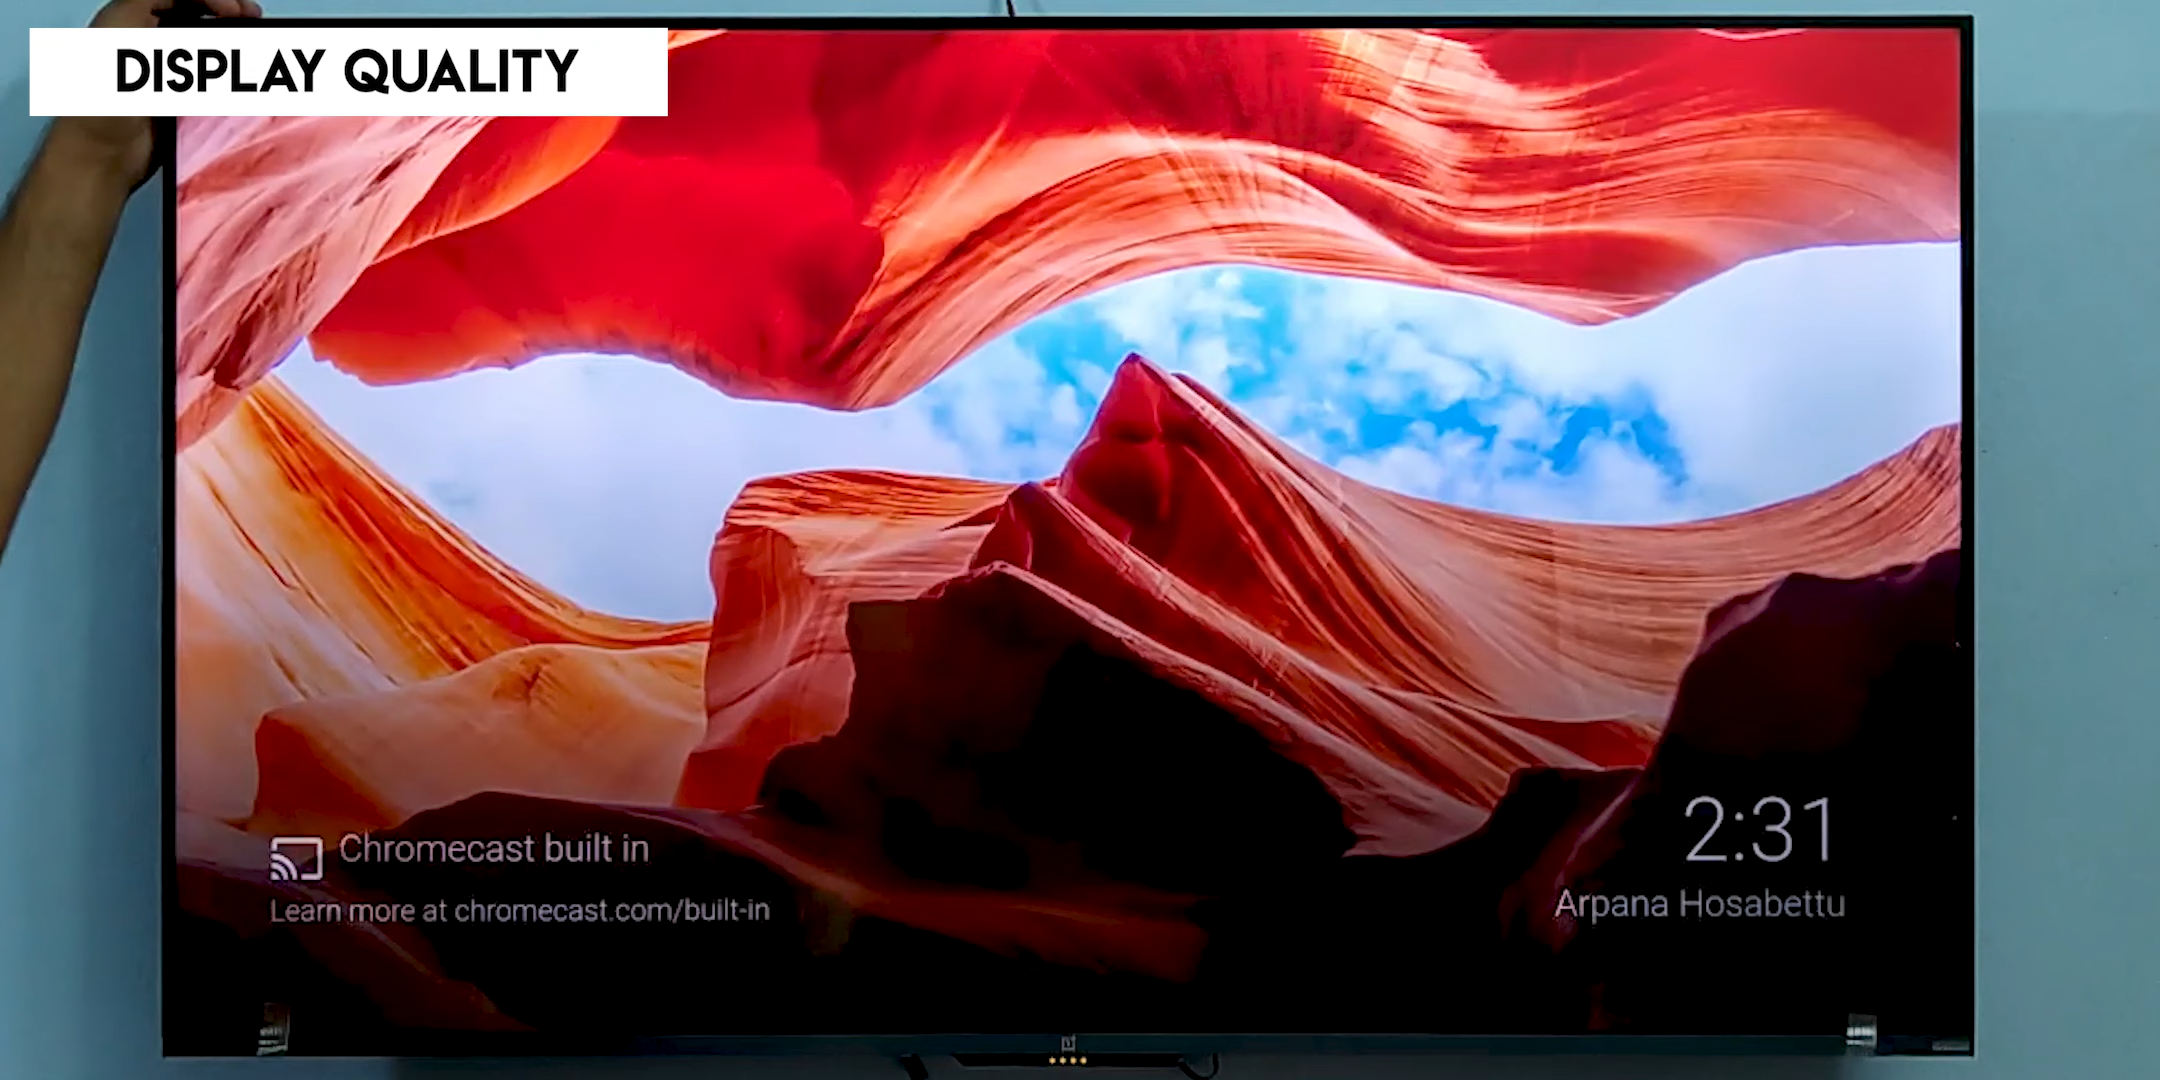 DISPLAY QUALITY
Chromecast built in
Learn more at chromecast.com/built-in
2:31
Arpana Hosabettu